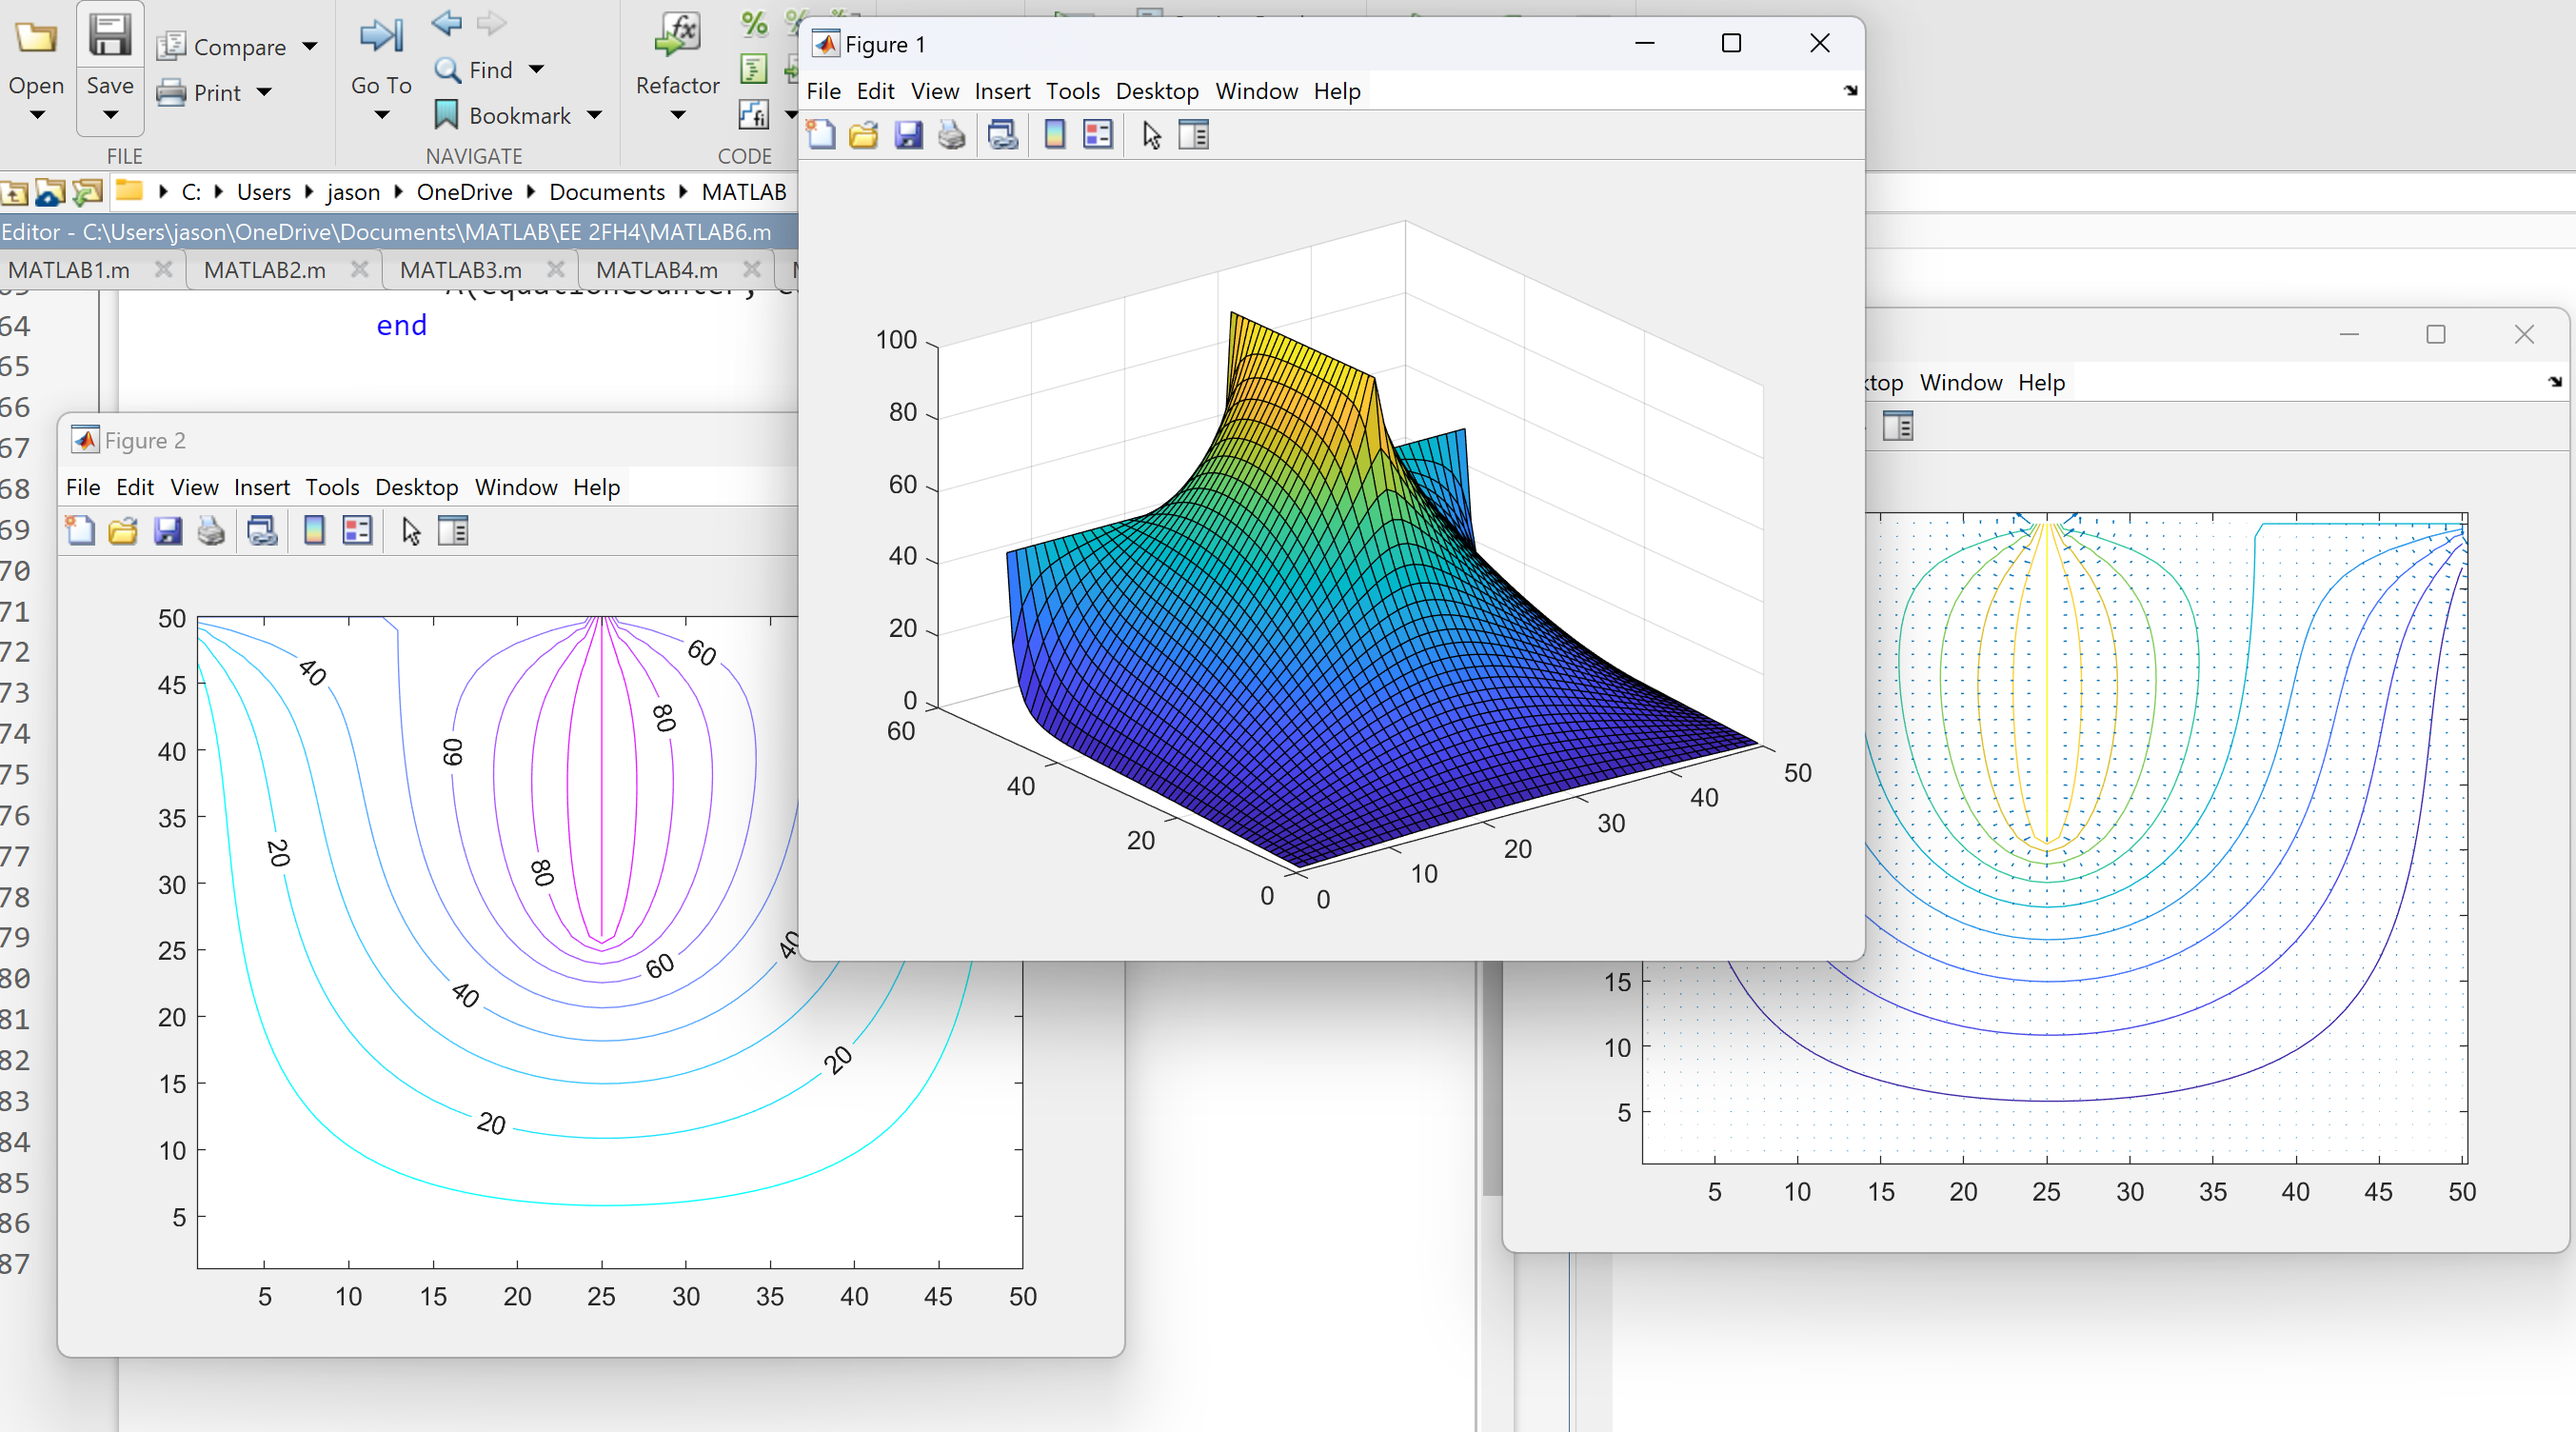 Open
Save
Compare
Print
FILE
Go To
Find
Bookmark
NAVIGATE
Refactor
CODE
C: Users jason OneDrive Documents MATLAB
Editor - C:\Users\jason\OneDrive\Documents\MATLAB\EE 2FH4\MATLAB6.m
MATLAB1.m MATLAB2.m MATLAB3.m MATLAB4.m
64 end
65
66
67
68
69
70
71
72
73
74
75
76
77
78
79
80
81
82
83
84
85
86
87
Figure 1
File Edit View Insert Tools Desktop Window Help
100
80
60
40
20
0
60
40
20
0
0
10
20
30
40
50
Figure 2
File Edit View Insert Tools Desktop Window Help
50
45
40
35
30
25
20
15
10
5
5 10 15 20 25 30 35 40 45 50
40
60
60
80
80
20
60
40
40
20
20
Window Help
15
10
5
5 10 15 20 25 30 35 40 45 50